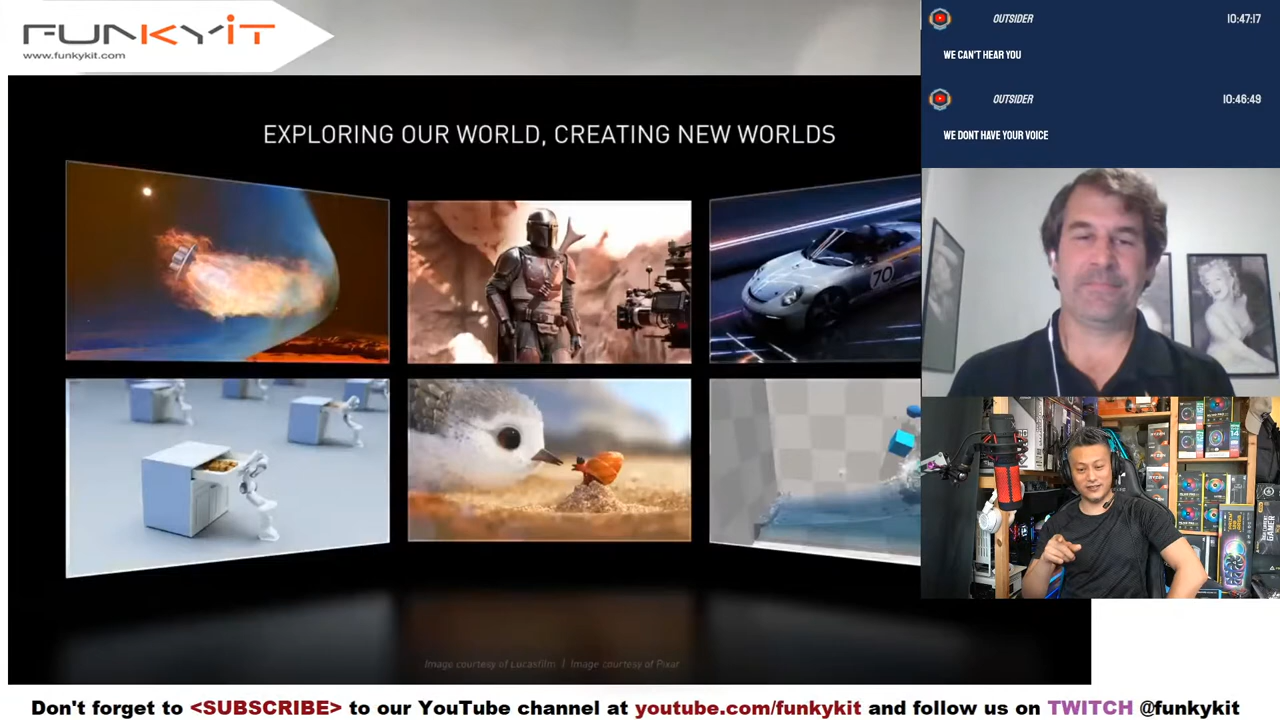 FUNKYiT
www.funkykit.com
OUTSIDER 10:47:17
WE CAN'T HEAR YOU
OUTSIDER 10:46:49
WE DONT HAVE YOUR VOICE
EXPLORING OUR WORLD, CREATING NEW WORLDS
70
Image courtesy of Lucasfilm | Image courtesy of Pixar
Don't forget to <SUBSCRIBE> to our YouTube channel at youtube.com/funkykit and follow us on TWITCH @funkykit